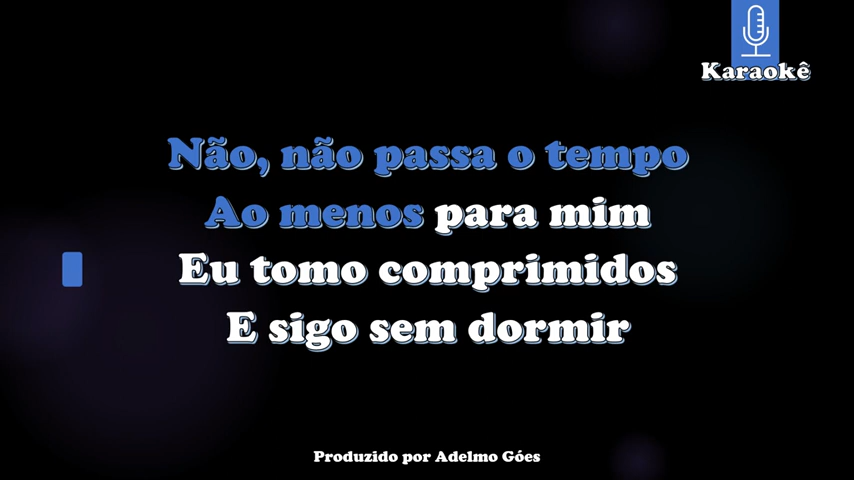 Karaokê
Não, não passa o tempo
Ao menos para mim
Eu tomo comprimidos
E sigo sem dormir
Produzido por Adelmo Góes